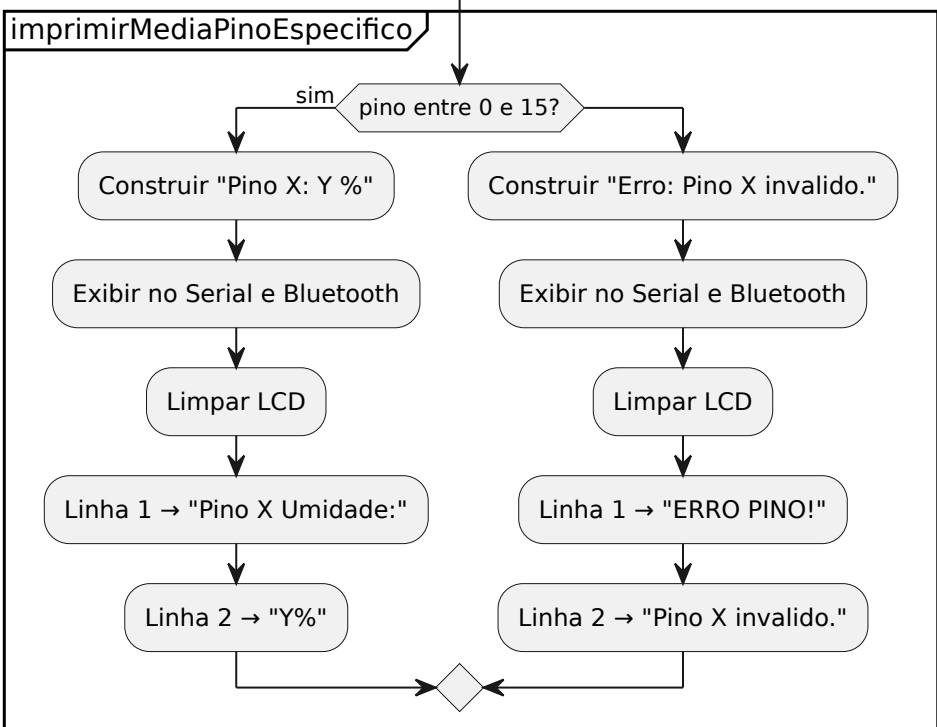 imprimirMediaPinoEspecifico
pino entre 0 e 15?
sim
Construir "Pino X: Y %"
Exibir no Serial e Bluetooth
Limpar LCD
Linha 1 → "Pino X Umidade:"
Linha 2 → "Y%"
Construir "Erro: Pino X invalido."
Exibir no Serial e Bluetooth
Limpar LCD
Linha 1 → "ERRO PINO!"
Linha 2 → "Pino X invalido."